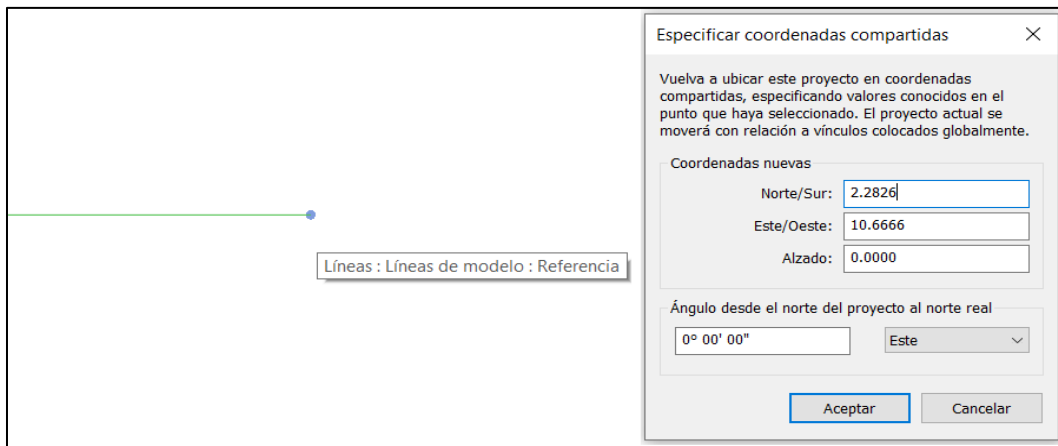 Especificar coordenadas compartidas
Vuelva a ubicar este proyecto en coordenadas
compartidas, especificando valores conocidos en el
punto que haya seleccionado. El proyecto actual se
moverá con relación a vínculos colocados globalmente.
Coordenadas nuevas
Norte/Sur: 2.2826
Este/Oeste: 10.6666
Alzado: 0.0000
Ángulo desde el norte del proyecto al norte real
0° 00' 00" Este
Aceptar Cancelar
Líneas : Líneas de modelo : Referencia